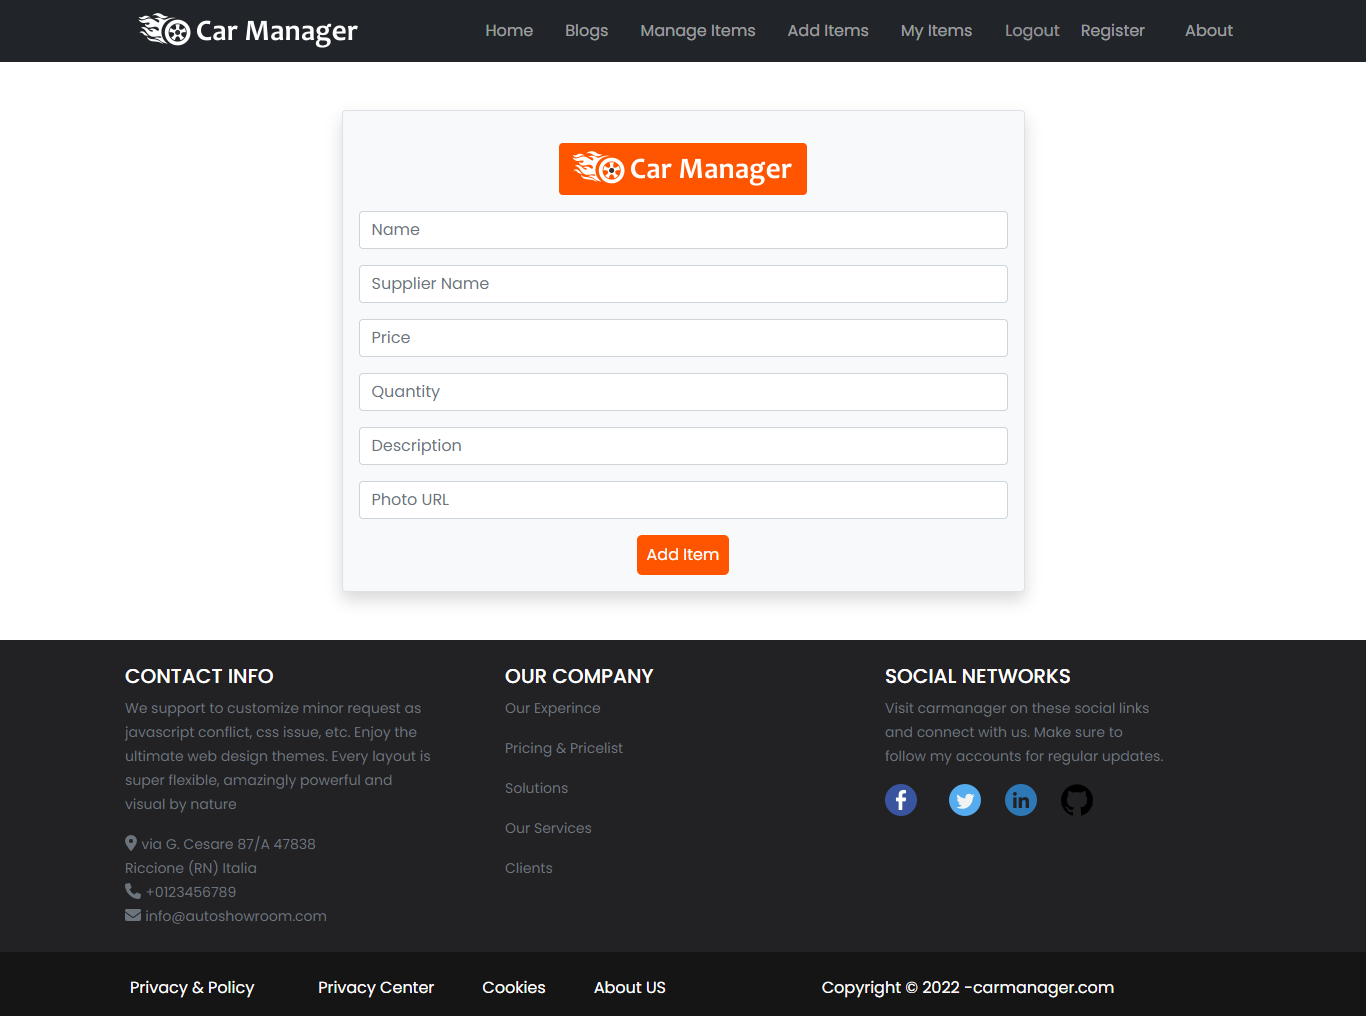 Car Manager
Home Blogs Manage Items Add Items My Items Logout Register About
Car Manager
Name
Supplier Name
Price
Quantity
Description
Photo URL
Add Item
CONTACT INFO
We support to customize minor request as
javascript conflict, css issue, etc. Enjoy the
ultimate web design themes. Every layout is
super flexible, amazingly powerful and
visual by nature
via G. Cesare 87/A 47838
Riccione (RN) Italia
+0123456789
info@autoshowroom.com
OUR COMPANY
Our Experince
Pricing & Pricelist
Solutions
Our Services
Clients
SOCIAL NETWORKS
Visit carmanager on these social links
and connect with us. Make sure to
follow my accounts for regular updates.
Privacy & Policy Privacy Center Cookies About US Copyright © 2022 -carmanager.com